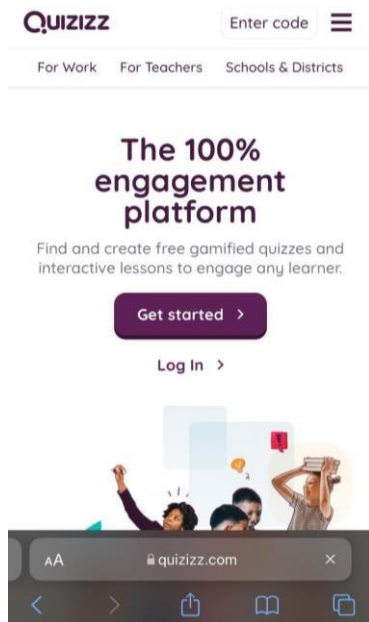 QUIZIZZ
Enter code
For Work For Teachers Schools & Districts
The 100%
engagement
platform
Find and create free gamified quizzes and
interactive lessons to engage any learner.
Get started >
Log In >
AA quizizz.com ×